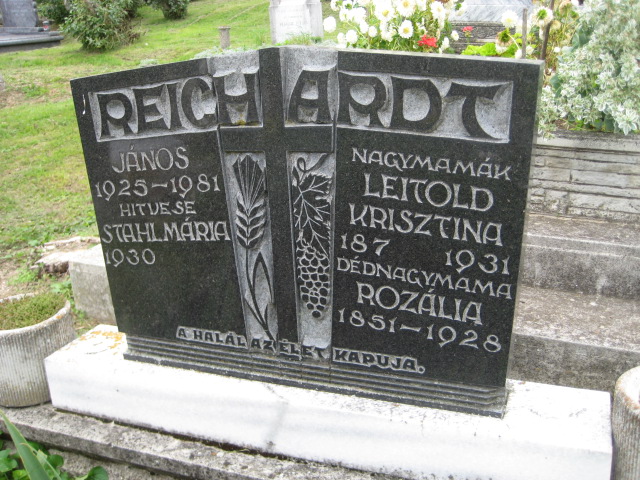 REICHARDT
JÁNOS
1925-1981
HITVESE
STAHL MÁRIA
1930
NAGYMAMÁK
LEITOLD
KRISZTINA
187 1931
DÉDNAGYMAMA
ROZÁLIA
1851-1928
A HALÁL AZ ÉLET KAPUJA.